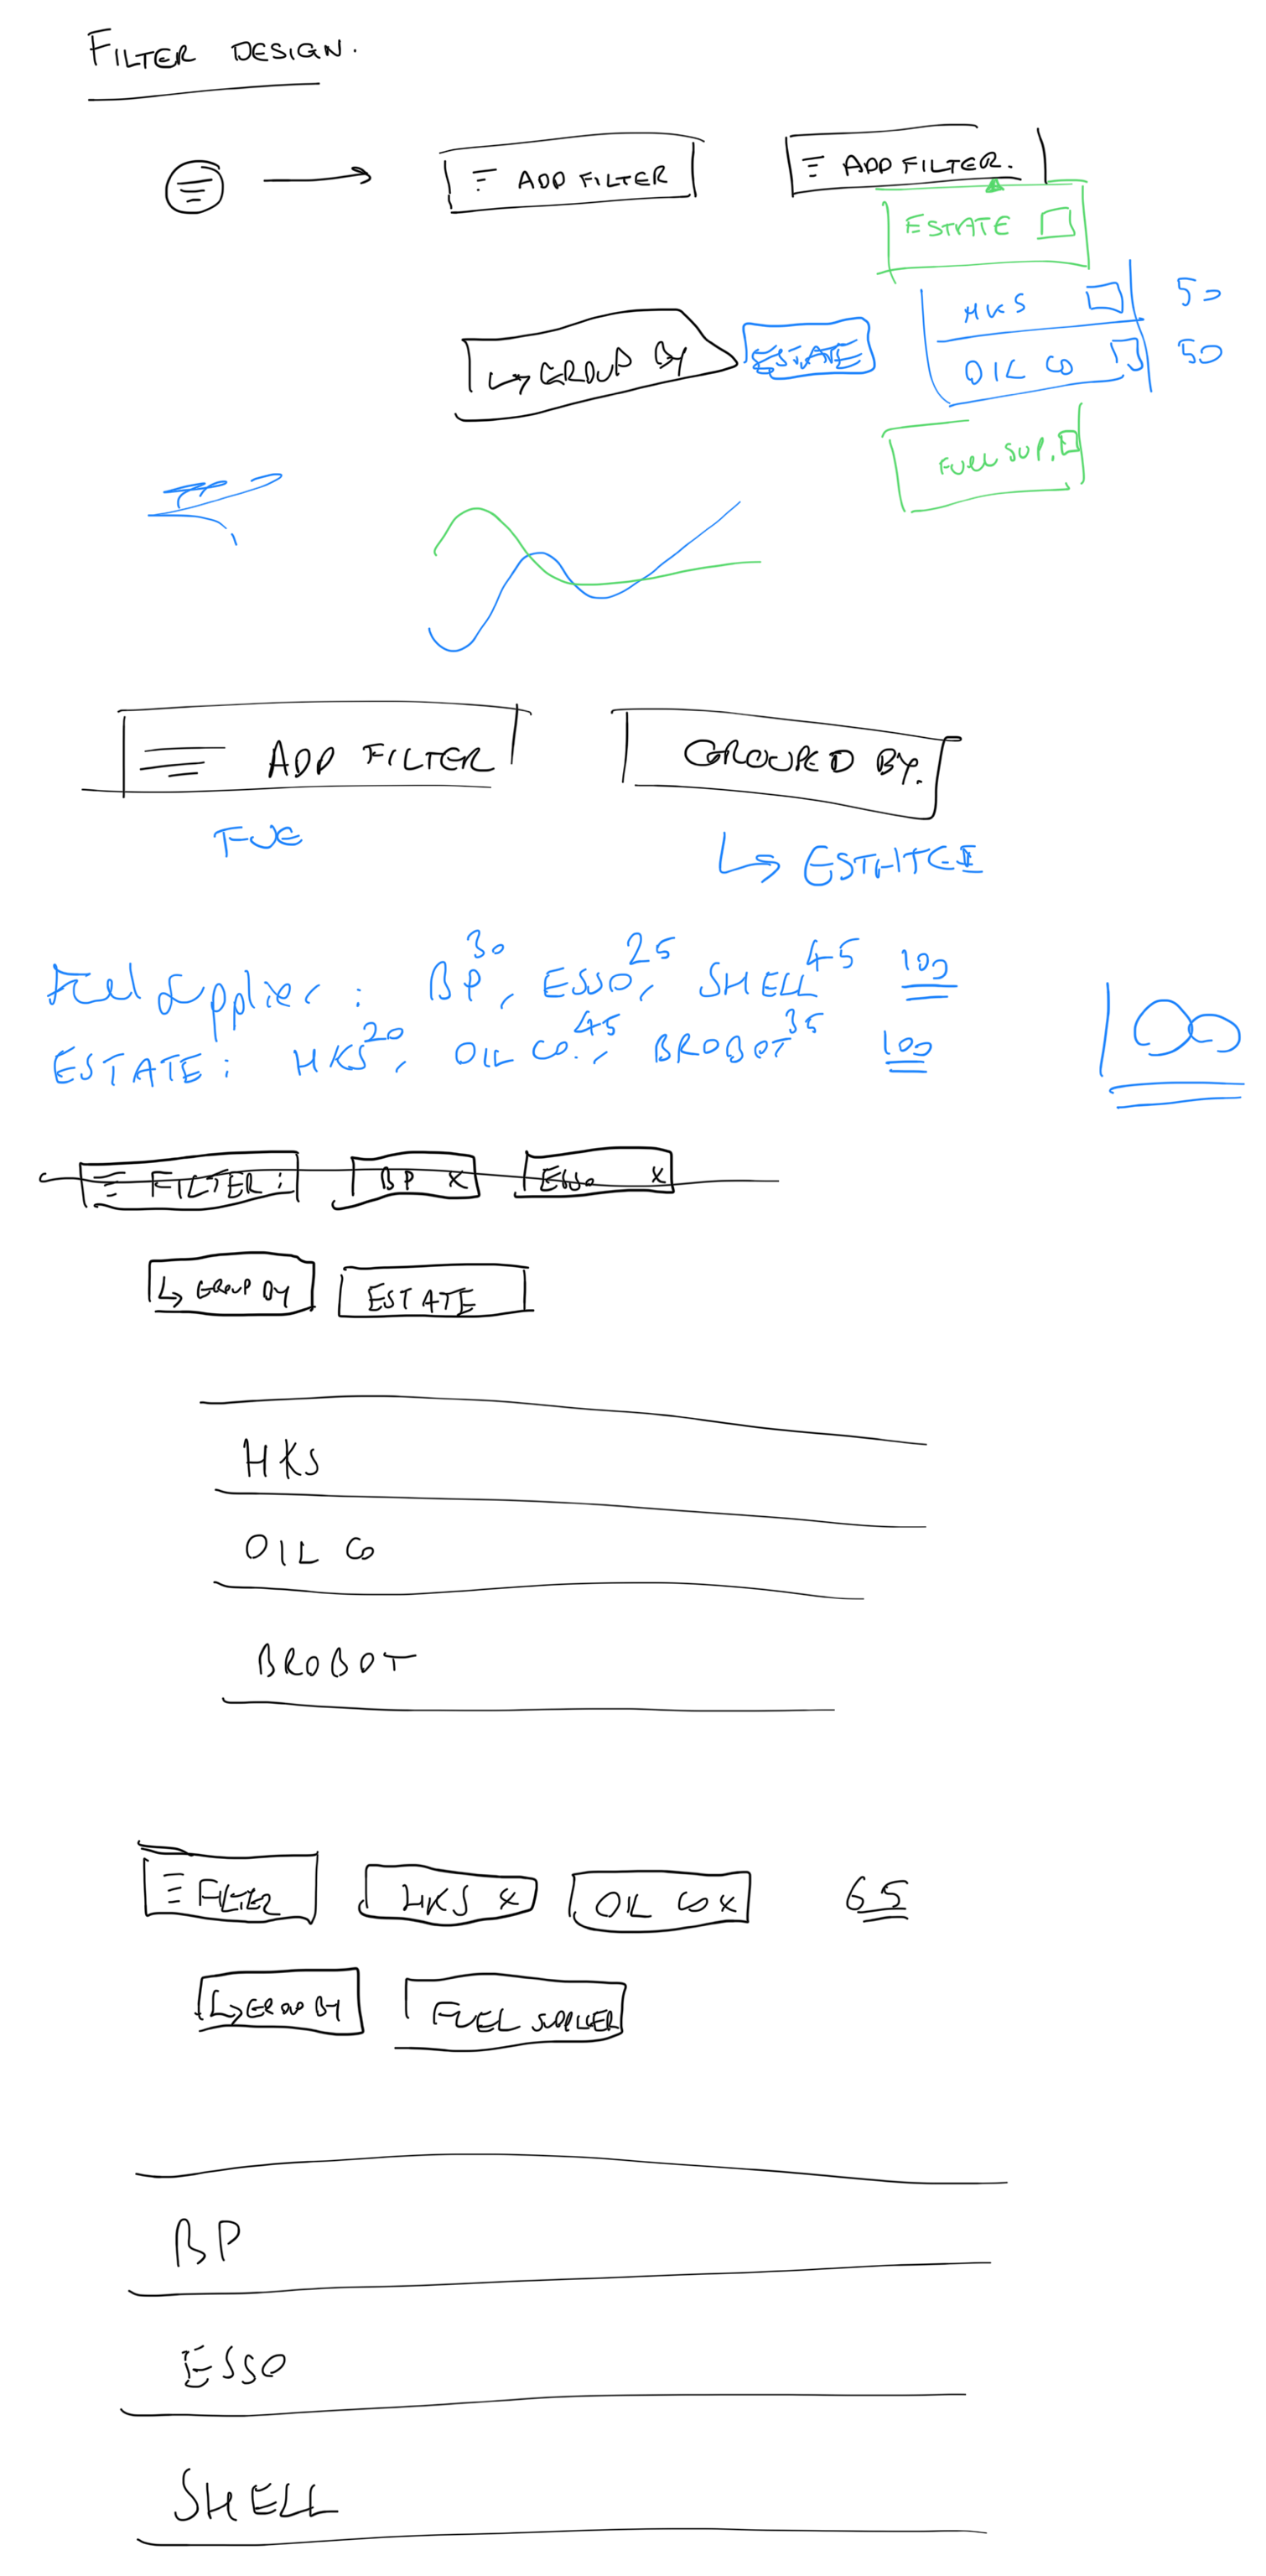 FILTER DESIGN.
ADD FILTER
ADD FILTER.
ESTATE
HKS 50
GROUP BY ESTATE
OIL CO 50
FUEL SUP.
ADD FILTER
GROUPED BY.
FUE
Fuel Supplier : BP, 30 ESSO, 25 SHELL 45 100
ESTATE : HKS, 20 OIL CO., 45 BROBOT 35 100
100
FILTER : BP X ESSO X
GROUP BY ESTATE
HKS
OIL CO
BROBOT
FILTER HKS X OIL CO X 65
GROUP BY FUEL SUPPLIER
BP
ESSO
SHELL